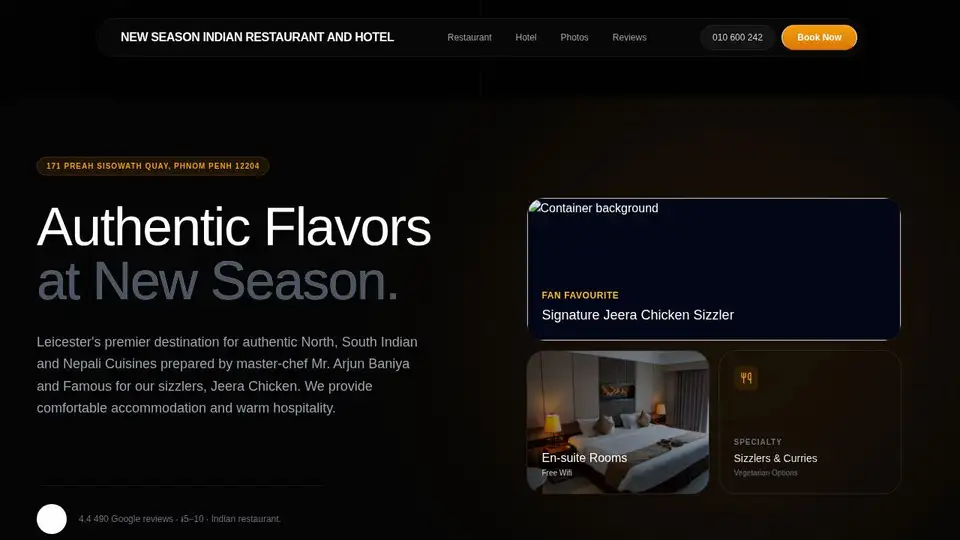 NEW SEASON INDIAN RESTAURANT AND HOTEL
Restaurant
Hotel
Photos
Reviews
010 600 242
Book Now
171 PREAH SISOWATH QUAY, PHNOM PENH 12204
Authentic Flavors
at New Season.
Leicester's premier destination for authentic North, South Indian
and Nepali Cuisines prepared by master-chef Mr. Arjun Baniya
and Famous for our sizzlers, Jeera Chicken. We provide
comfortable accommodation and warm hospitality.
Container background
FAN FAVOURITE
Signature Jeera Chicken Sizzler
En-suite Rooms
Free Wifi
SPECIALTY
Sizzlers & Curries
Vegetarian Options
4.4 490 Google reviews · ៛5–10 · Indian restaurant.